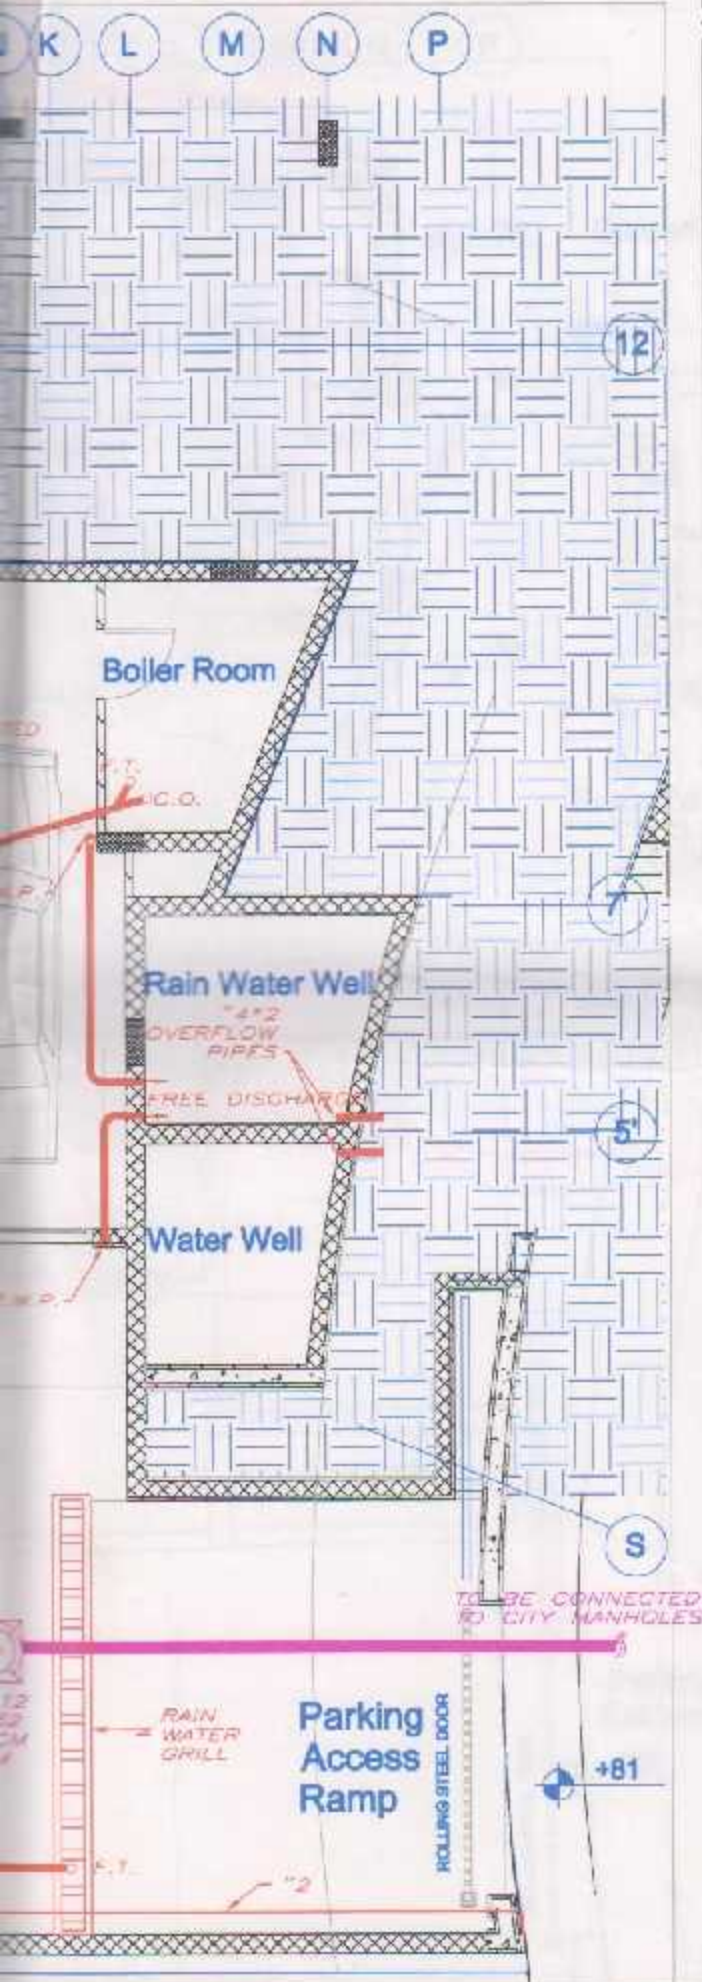 K L M N P
12
Boiler Room
F.T.
C.O.
7'
Rain Water Well
"4*2
OVERFLOW
PIPES
FREE DISCHARGE
5'
Water Well
S
TO BE CONNECTED
TO CITY MANHOLES
RAIN
WATER
GRILL
Parking
Access
Ramp
ROLLING STEEL DOOR
+81
F.T.
"2